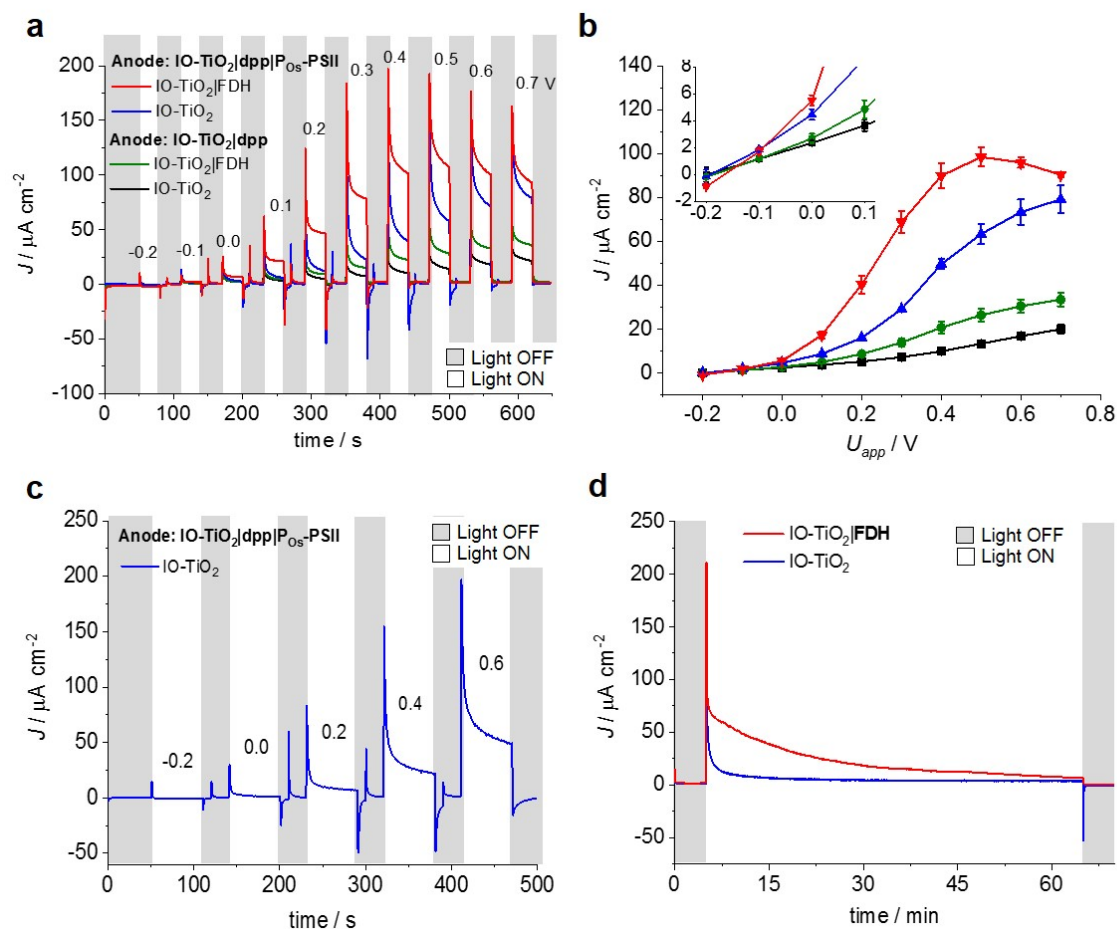 a
Anode: IO-TiO₂|dpp|P_Os-PSII
IO-TiO₂|FDH
IO-TiO₂
Anode: IO-TiO₂|dpp
IO-TiO₂|FDH
IO-TiO₂
-0.2
-0.1
0.0
0.1
0.2
0.3
0.4
0.5
0.6
0.7 V
Light OFF
Light ON
200
150
100
50
0
-50
-100
J / μA cm⁻²
0 100 200 300 400 500 600
time / s
b
8
6
4
2
0
-2
-0.2 -0.1 0.0 0.1
140
120
100
80
60
40
20
0
J / μA cm⁻²
-0.2 0.0 0.2 0.4 0.6 0.8
U_app / V
c
Anode: IO-TiO₂|dpp|P_Os-PSII
IO-TiO₂
Light OFF
Light ON
-0.2
0.0
0.2
0.4
0.6
250
200
150
100
50
0
-50
J / μA cm⁻²
0 100 200 300 400 500
time / s
d
IO-TiO₂|FDH
IO-TiO₂
Light OFF
Light ON
250
200
150
100
50
0
-50
J / μA cm⁻²
0 15 30 45 60
time / min